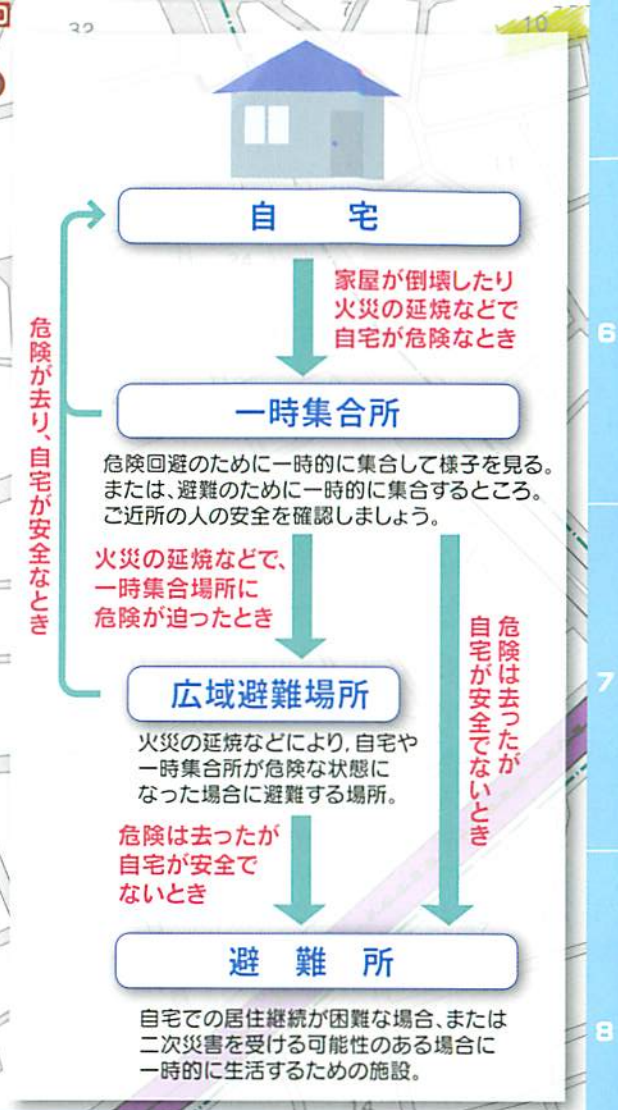 32
7
10
自　宅
家屋が倒壊したり
火災の延焼などで
自宅が危険なとき
危険が去り、自宅が安全なとき
6
一時集合所
危険回避のために一時的に集合して様子を見る。
または、避難のために一時的に集合するところ。
ご近所の人の安全を確認しましょう。
火災の延焼などで、
一時集合場所に
危険が迫ったとき
危険は去ったが
自宅が安全でないとき
7
広域避難場所
火災の延焼などにより、自宅や
一時集合所が危険な状態に
なった場合に避難する場所。
危険は去ったが
自宅が安全で
ないとき
避　難　所
自宅での居住継続が困難な場合、または
二次災害を受ける可能性のある場合に
一時的に生活するための施設。
8